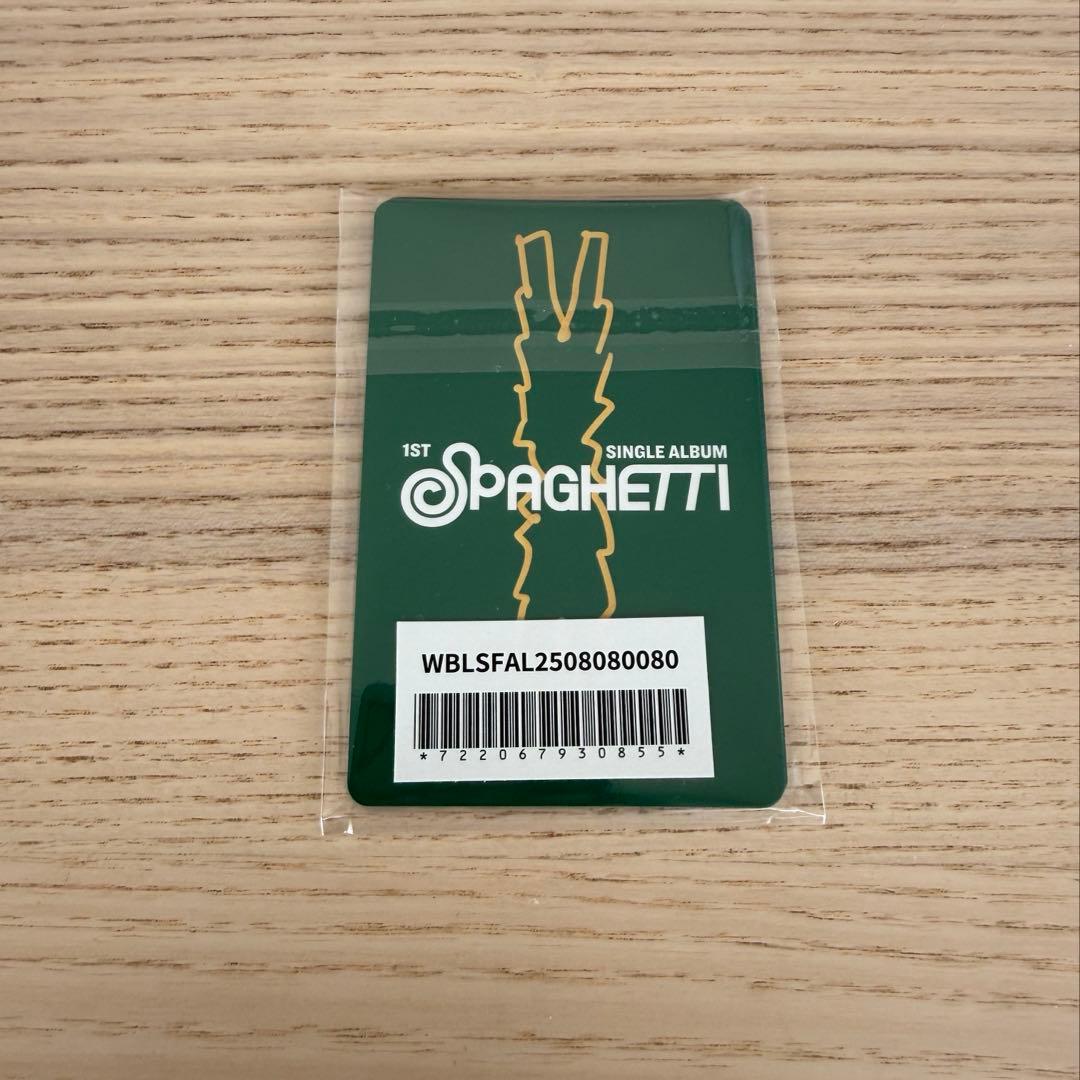 1ST SINGLE ALBUM
SPAGHETTI
WBLSFAL2508080080
*722067930855*